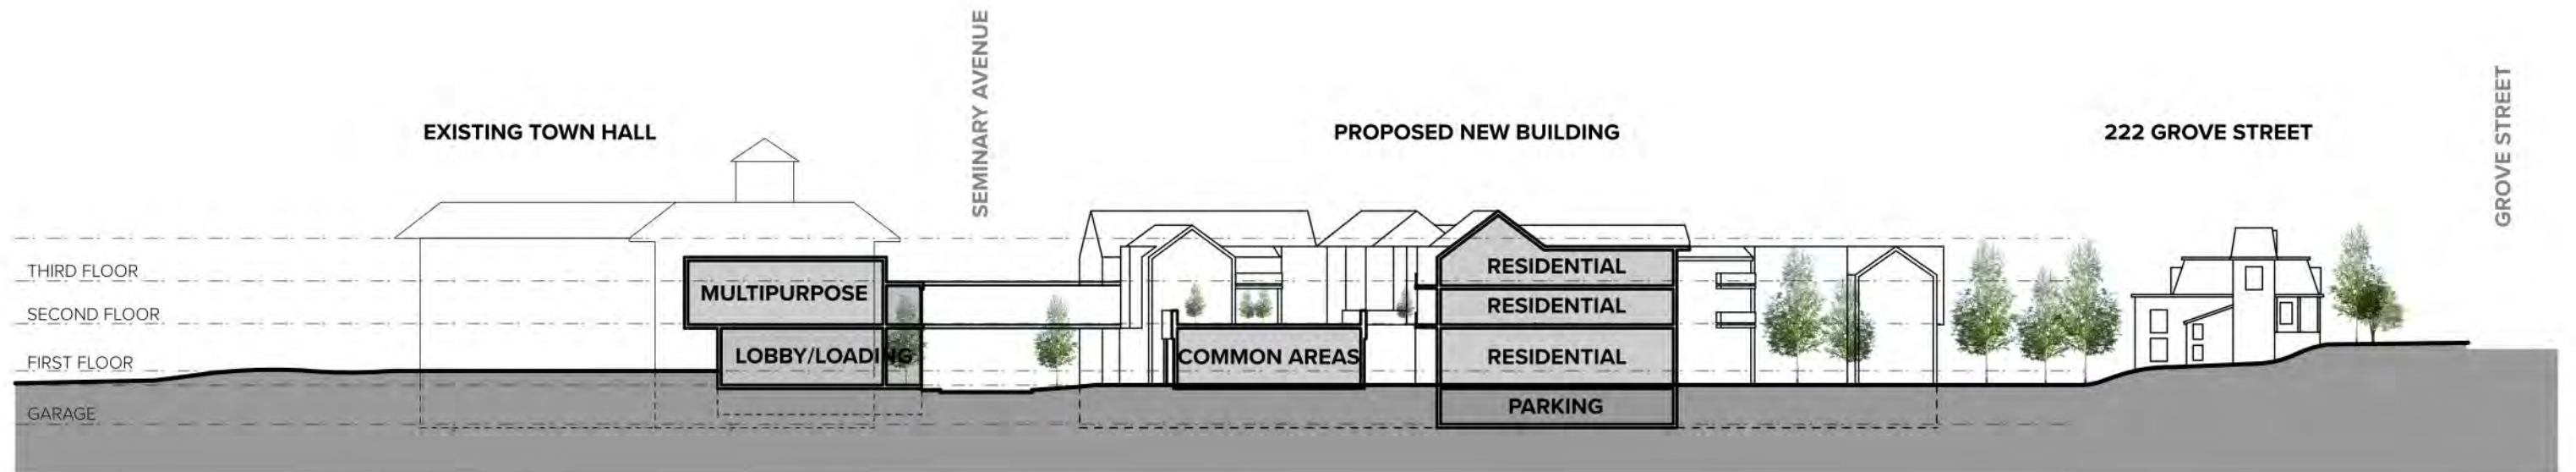 SEMINARY AVENUE
GROVE STREET
EXISTING TOWN HALL
PROPOSED NEW BUILDING
222 GROVE STREET
THIRD FLOOR
SECOND FLOOR
FIRST FLOOR
GARAGE
MULTIPURPOSE
LOBBY/LOADING
COMMON AREAS
RESIDENTIAL
RESIDENTIAL
RESIDENTIAL
PARKING